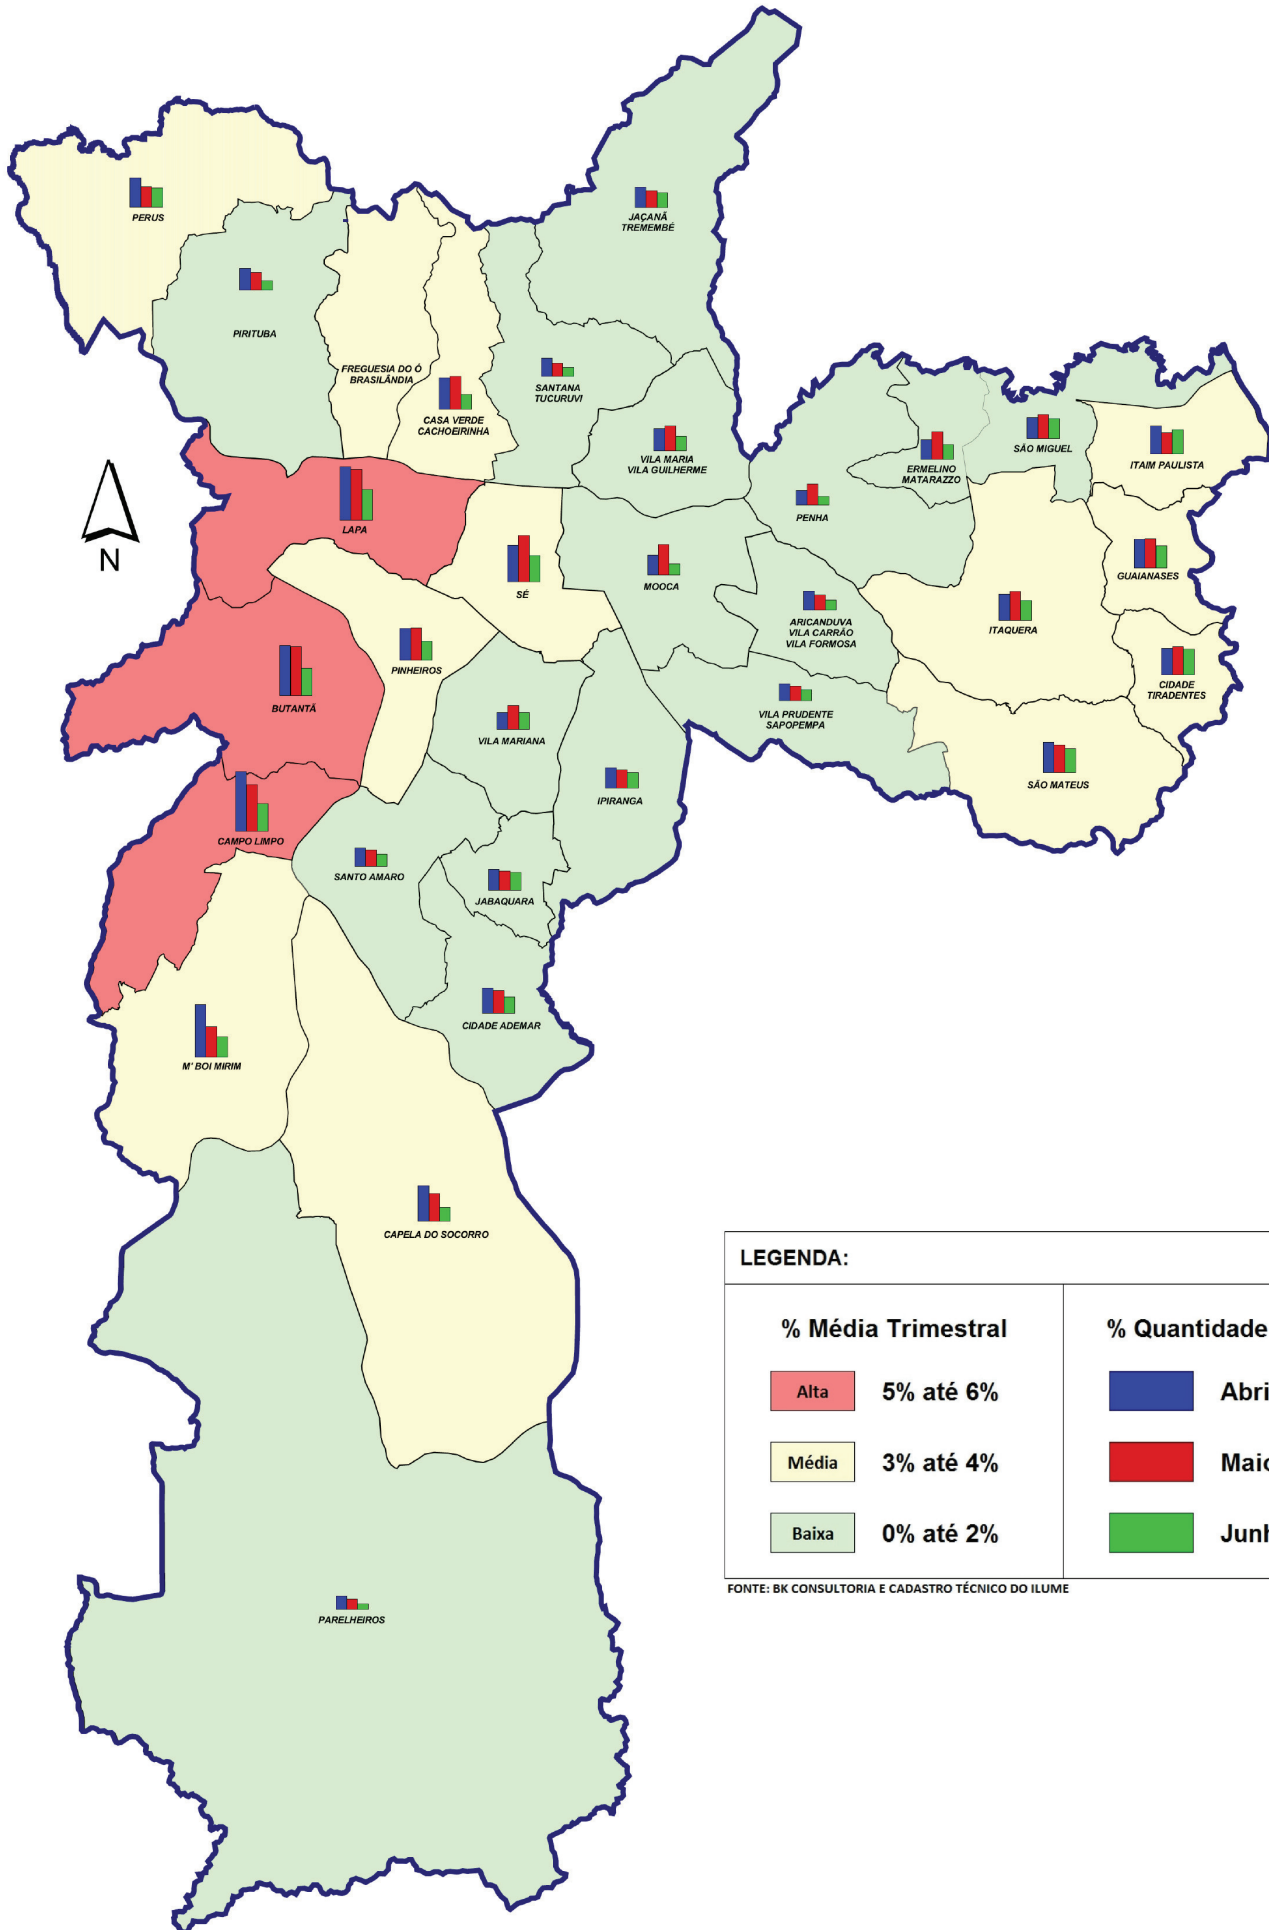 JAÇANÃ
TREMEMBÉ
PERUS
PIRITUBA
FREGUESIA DO Ó
BRASILÂNDIA
SANTANA
TUCURUVI
CASA VERDE
CACHOEIRINHA
VILA MARIA
VILA GUILHERME
ERMELINO
MATARAZZO
SÃO MIGUEL
ITAIM PAULISTA
PENHA
LAPA
N
SÉ
MOOCA
GUAIANASES
ARICANDUVA
VILA CARRÃO
VILA FORMOSA
ITAQUERA
PINHEIROS
CIDADE
TIRADENTES
BUTANTÃ
VILA MARIANA
VILA PRUDENTE
SAPOPEMPA
IPIRANGA
SÃO MATEUS
CAMPO LIMPO
SANTO AMARO
JABAQUARA
CIDADE ADEMAR
M' BOI MIRIM
CAPELA DO SOCORRO
PARELHEIROS
LEGENDA:
% Média Trimestral
Alta 5% até 6%
Média 3% até 4%
Baixa 0% até 2%
% Quantidade
Abri
Maio
Junh
FONTE: BK CONSULTORIA E CADASTRO TÉCNICO DO ILUME